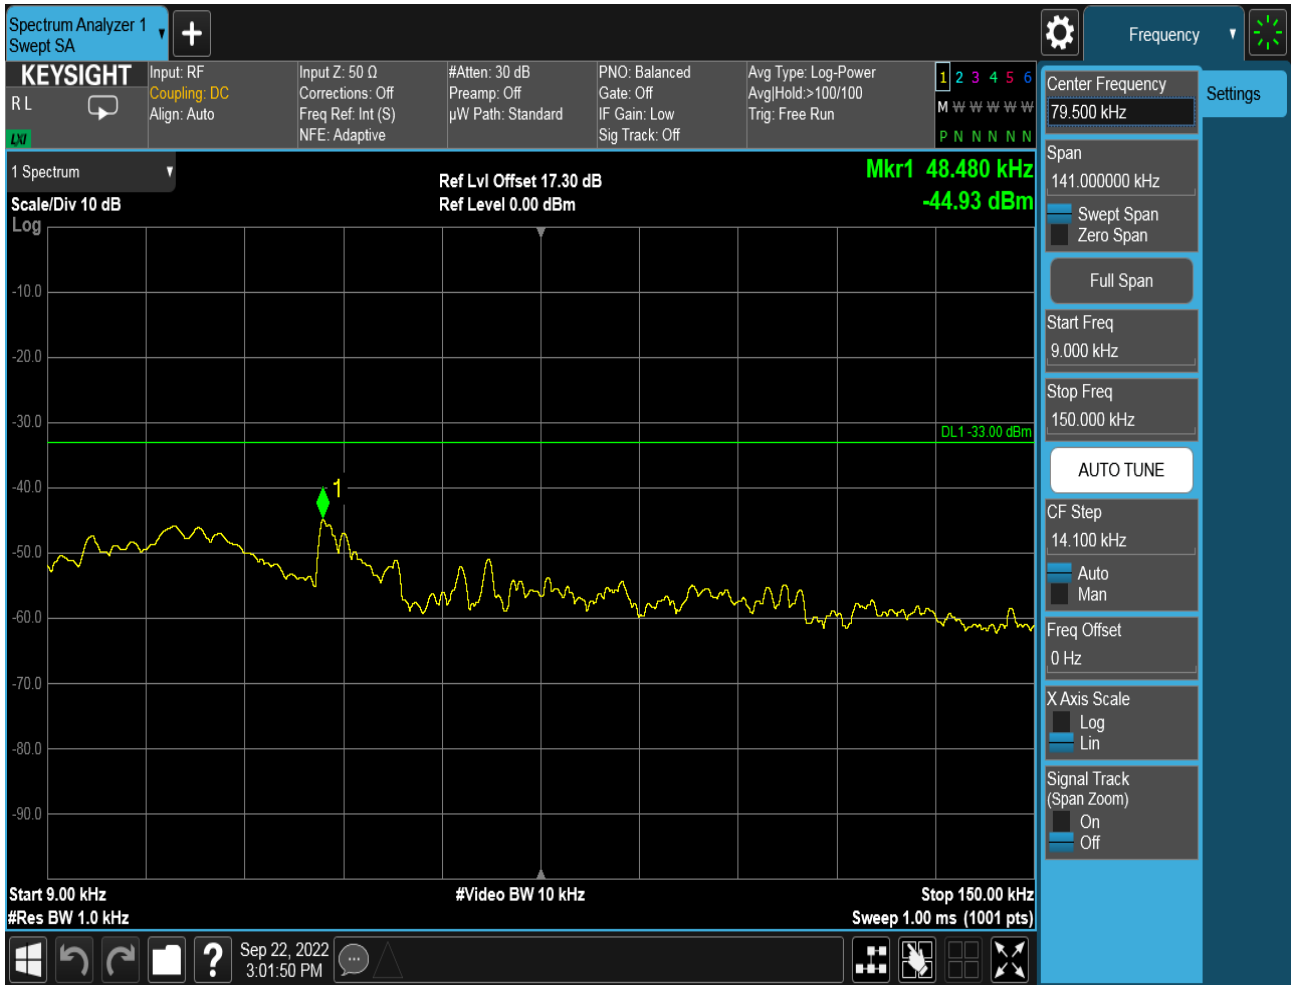 Spectrum Analyzer 1
Swept SA
Frequency
KEYSIGHT
R L
LXI
Input: RF
Coupling: DC
Align: Auto
Input Z: 50 Ω
Corrections: Off
Freq Ref: Int (S)
NFE: Adaptive
#Atten: 30 dB
Preamp: Off
µW Path: Standard
PNO: Balanced
Gate: Off
IF Gain: Low
Sig Track: Off
Avg Type: Log-Power
Avg|Hold:>100/100
Trig: Free Run
1 2 3 4 5 6
M W W W W W
P N N N N N
1 Spectrum
Scale/Div 10 dB
Log
Ref Lvl Offset 17.30 dB
Ref Level 0.00 dBm
Mkr1 48.480 kHz
-44.93 dBm
-10.0
-20.0
-30.0
DL1 -33.00 dBm
-40.0
1
-50.0
-60.0
-70.0
-80.0
-90.0
Start 9.00 kHz
#Video BW 10 kHz
Stop 150.00 kHz
#Res BW 1.0 kHz
Sweep 1.00 ms (1001 pts)
Sep 22, 2022
3:01:50 PM
?
Center Frequency
79.500 kHz
Settings
Span
141.000000 kHz
Swept Span
Zero Span
Full Span
Start Freq
9.000 kHz
Stop Freq
150.000 kHz
AUTO TUNE
CF Step
14.100 kHz
Auto
Man
Freq Offset
0 Hz
X Axis Scale
Log
Lin
Signal Track
(Span Zoom)
On
Off